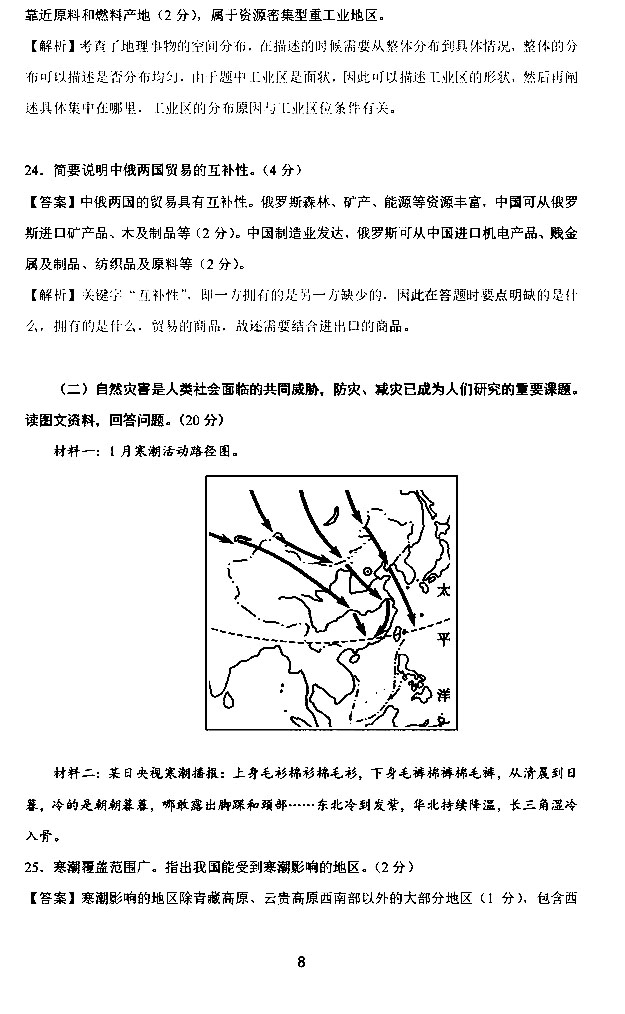 靠近原料和燃料产地（2 分），属于资源密集型重工业地区。
【解析】考查了地理事物的空间分布，在描述的时候需要从整体分布到具体情况，整体的分
布可以描述是否分布均匀，由于题中工业区是面状，因此可以描述工业区的形状，然后再阐
述具体集中在哪里，工业区的分布原因与工业区位条件有关。
24．简要说明中俄两国贸易的互补性。（4 分）
【答案】中俄两国的贸易具有互补性。俄罗斯森林、矿产、能源等资源丰富，中国可从俄罗
斯进口矿产品、木及制品等（2 分）。中国制造业发达，俄罗斯可从中国进口机电产品、贱金
属及制品、纺织品及原料等（2 分）。
【解析】关键字“互补性”，即一方拥有的是另一方缺少的，因此在答题时要点明缺的是什
么，拥有的是什么，贸易的商品，故还需要结合进出口的商品。
（二）自然灾害是人类社会面临的共同威胁，防灾、减灾已成为人们研究的重要课题。
读图文资料，回答问题。（20 分）
材料一：1 月寒潮活动路径图。
太
平
洋
材料二：某日央视寒潮播报：上身毛衫棉衫棉毛衫，下身毛裤棉裤棉毛裤，从清晨到日
暮，冷的是朝朝暮暮，哪敢露出脚踝和颈部……东北冷到发紫，华北持续降温，长三角湿冷
入骨。
25．寒潮覆盖范围广。指出我国能受到寒潮影响的地区。（2 分）
【答案】寒潮影响的地区除青藏高原、云贵高原西南部以外的大部分地区（1 分），包含西
8